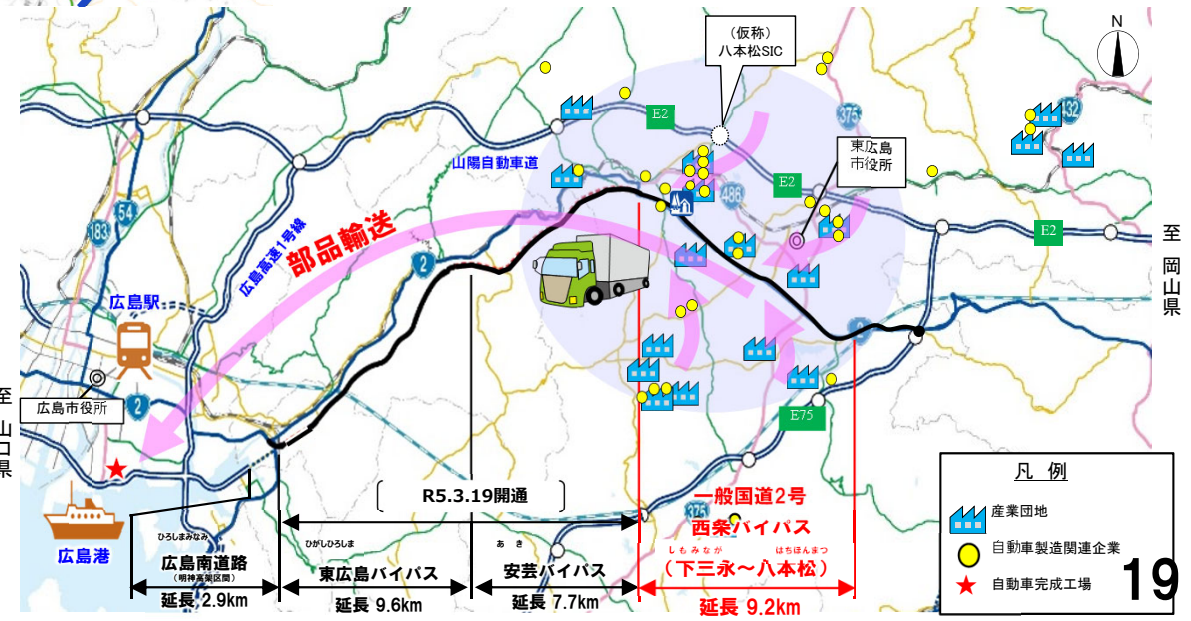 (仮称)
八本松SIC
N
E2
375
432
山陽自動車道
東広島
市役所
54
183
広島高速1号線
部品輸送
486
E2
E2
至 岡山県
2
広島駅
2
広島市役所
2
至 山口県
E75
R5.3.19開通
一般国道2号
西条バイパス
しもみなが はちほんまつ
(下三永～八本松)
延長 9.2km
375
広島港
ひろしまみなみ
広島南道路
(明神高架区間)
延長 2.9km
ひがしひろしま
東広島バイパス
延長 9.6km
あき
安芸バイパス
延長 7.7km
凡 例
産業団地
自動車製造関連企業
自動車完成工場
19